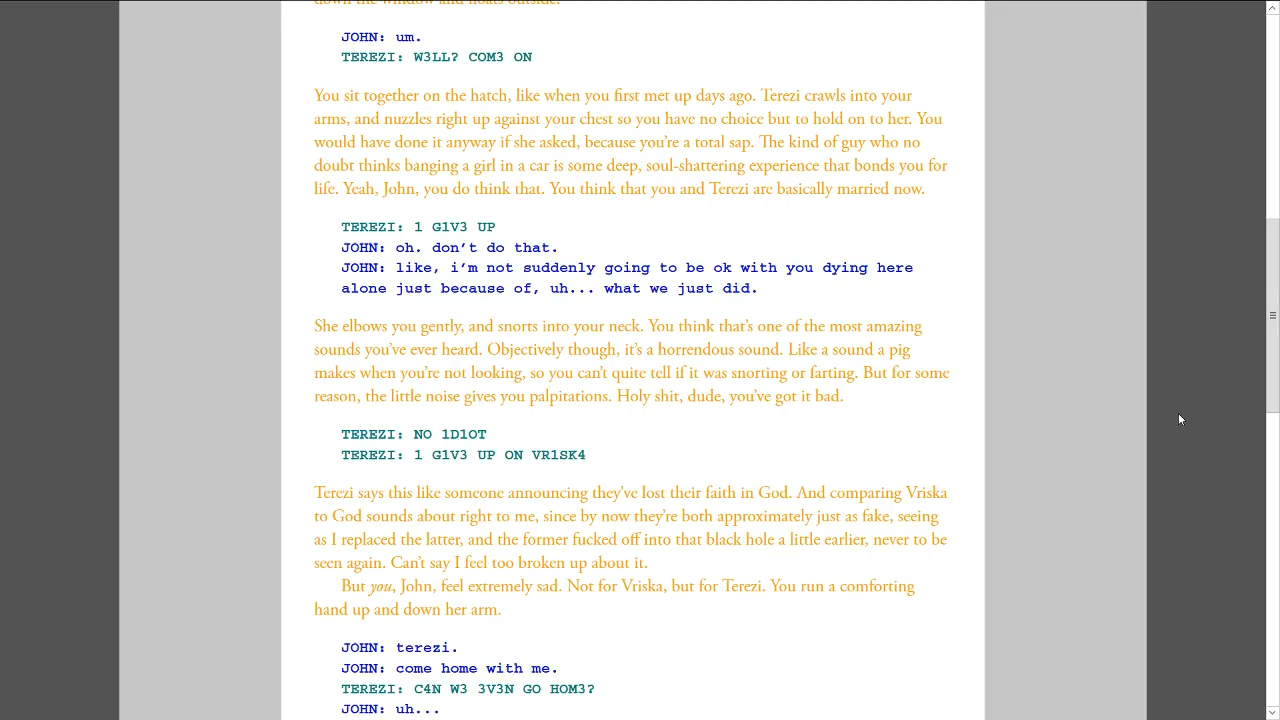 down the window and floats outside.
JOHN: um.
TEREZI: W3LL? COM3 ON
You sit together on the hatch, like when you first met up days ago. Terezi crawls into your
arms, and nuzzles right up against your chest so you have no choice but to hold on to her. You
would have done it anyway if she asked, because you’re a total sap. The kind of guy who no
doubt thinks banging a girl in a car is some deep, soul-shattering experience that bonds you for
life. Yeah, John, you do think that. You think that you and Terezi are basically married now.
TEREZI: 1 G1V3 UP
JOHN: oh. don’t do that.
JOHN: like, i’m not suddenly going to be ok with you dying here
alone just because of, uh... what we just did.
She elbows you gently, and snorts into your neck. You think that’s one of the most amazing
sounds you’ve ever heard. Objectively though, it’s a horrendous sound. Like a sound a pig
makes when you’re not looking, so you can’t quite tell if it was snorting or farting. But for some
reason, the little noise gives you palpitations. Holy shit, dude, you’ve got it bad.
TEREZI: NO 1D1OT
TEREZI: 1 G1V3 UP ON VR1SK4
Terezi says this like someone announcing they’ve lost their faith in God. And comparing Vriska
to God sounds about right to me, since by now they’re both approximately just as fake, seeing
as I replaced the latter, and the former fucked off into that black hole a little earlier, never to be
seen again. Can’t say I feel too broken up about it.
But you, John, feel extremely sad. Not for Vriska, but for Terezi. You run a comforting
hand up and down her arm.
JOHN: terezi.
JOHN: come home with me.
TEREZI: C4N W3 3V3N GO HOM3?
JOHN: uh...